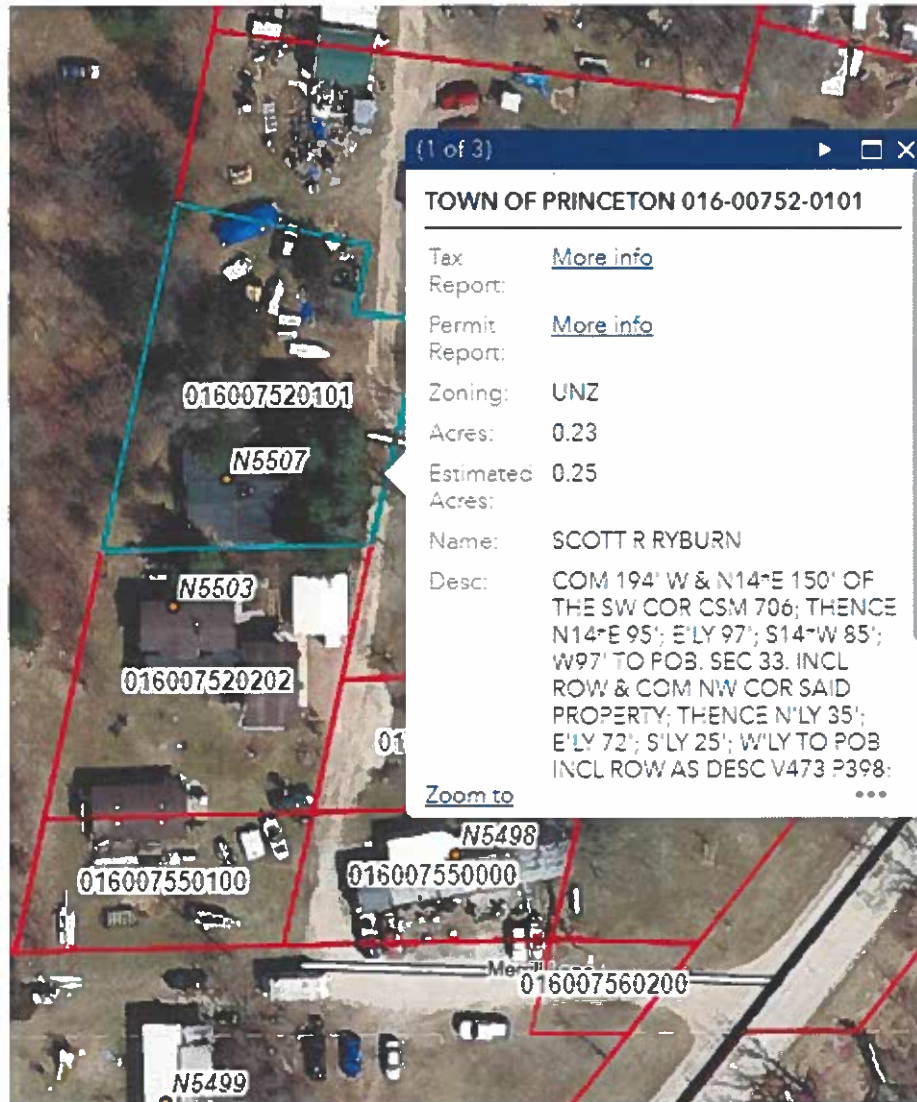 (1 of 3)
TOWN OF PRINCETON 016-00752-0101
Tax Report: More info
Permit Report: More info
Zoning: UNZ
Acres: 0.23
Estimated Acres: 0.25
Name: SCOTT R RYBURN
Desc: COM 194' W & N14*E 150' OF
THE SW COR CSM 706; THENCE
N14*E 95'; E'LY 97'; S14*W 85';
W97' TO POB. SEC 33. INCL
ROW & COM NW COR SAID
PROPERTY; THENCE N'LY 35';
E'LY 72'; S'LY 25'; W'LY TO POB
INCL ROW AS DESC V473 P398;
Zoom to
016007520101
N5507
N5503
016007520202
01
N5498
016007550100
016007550000
016007560200
N5499